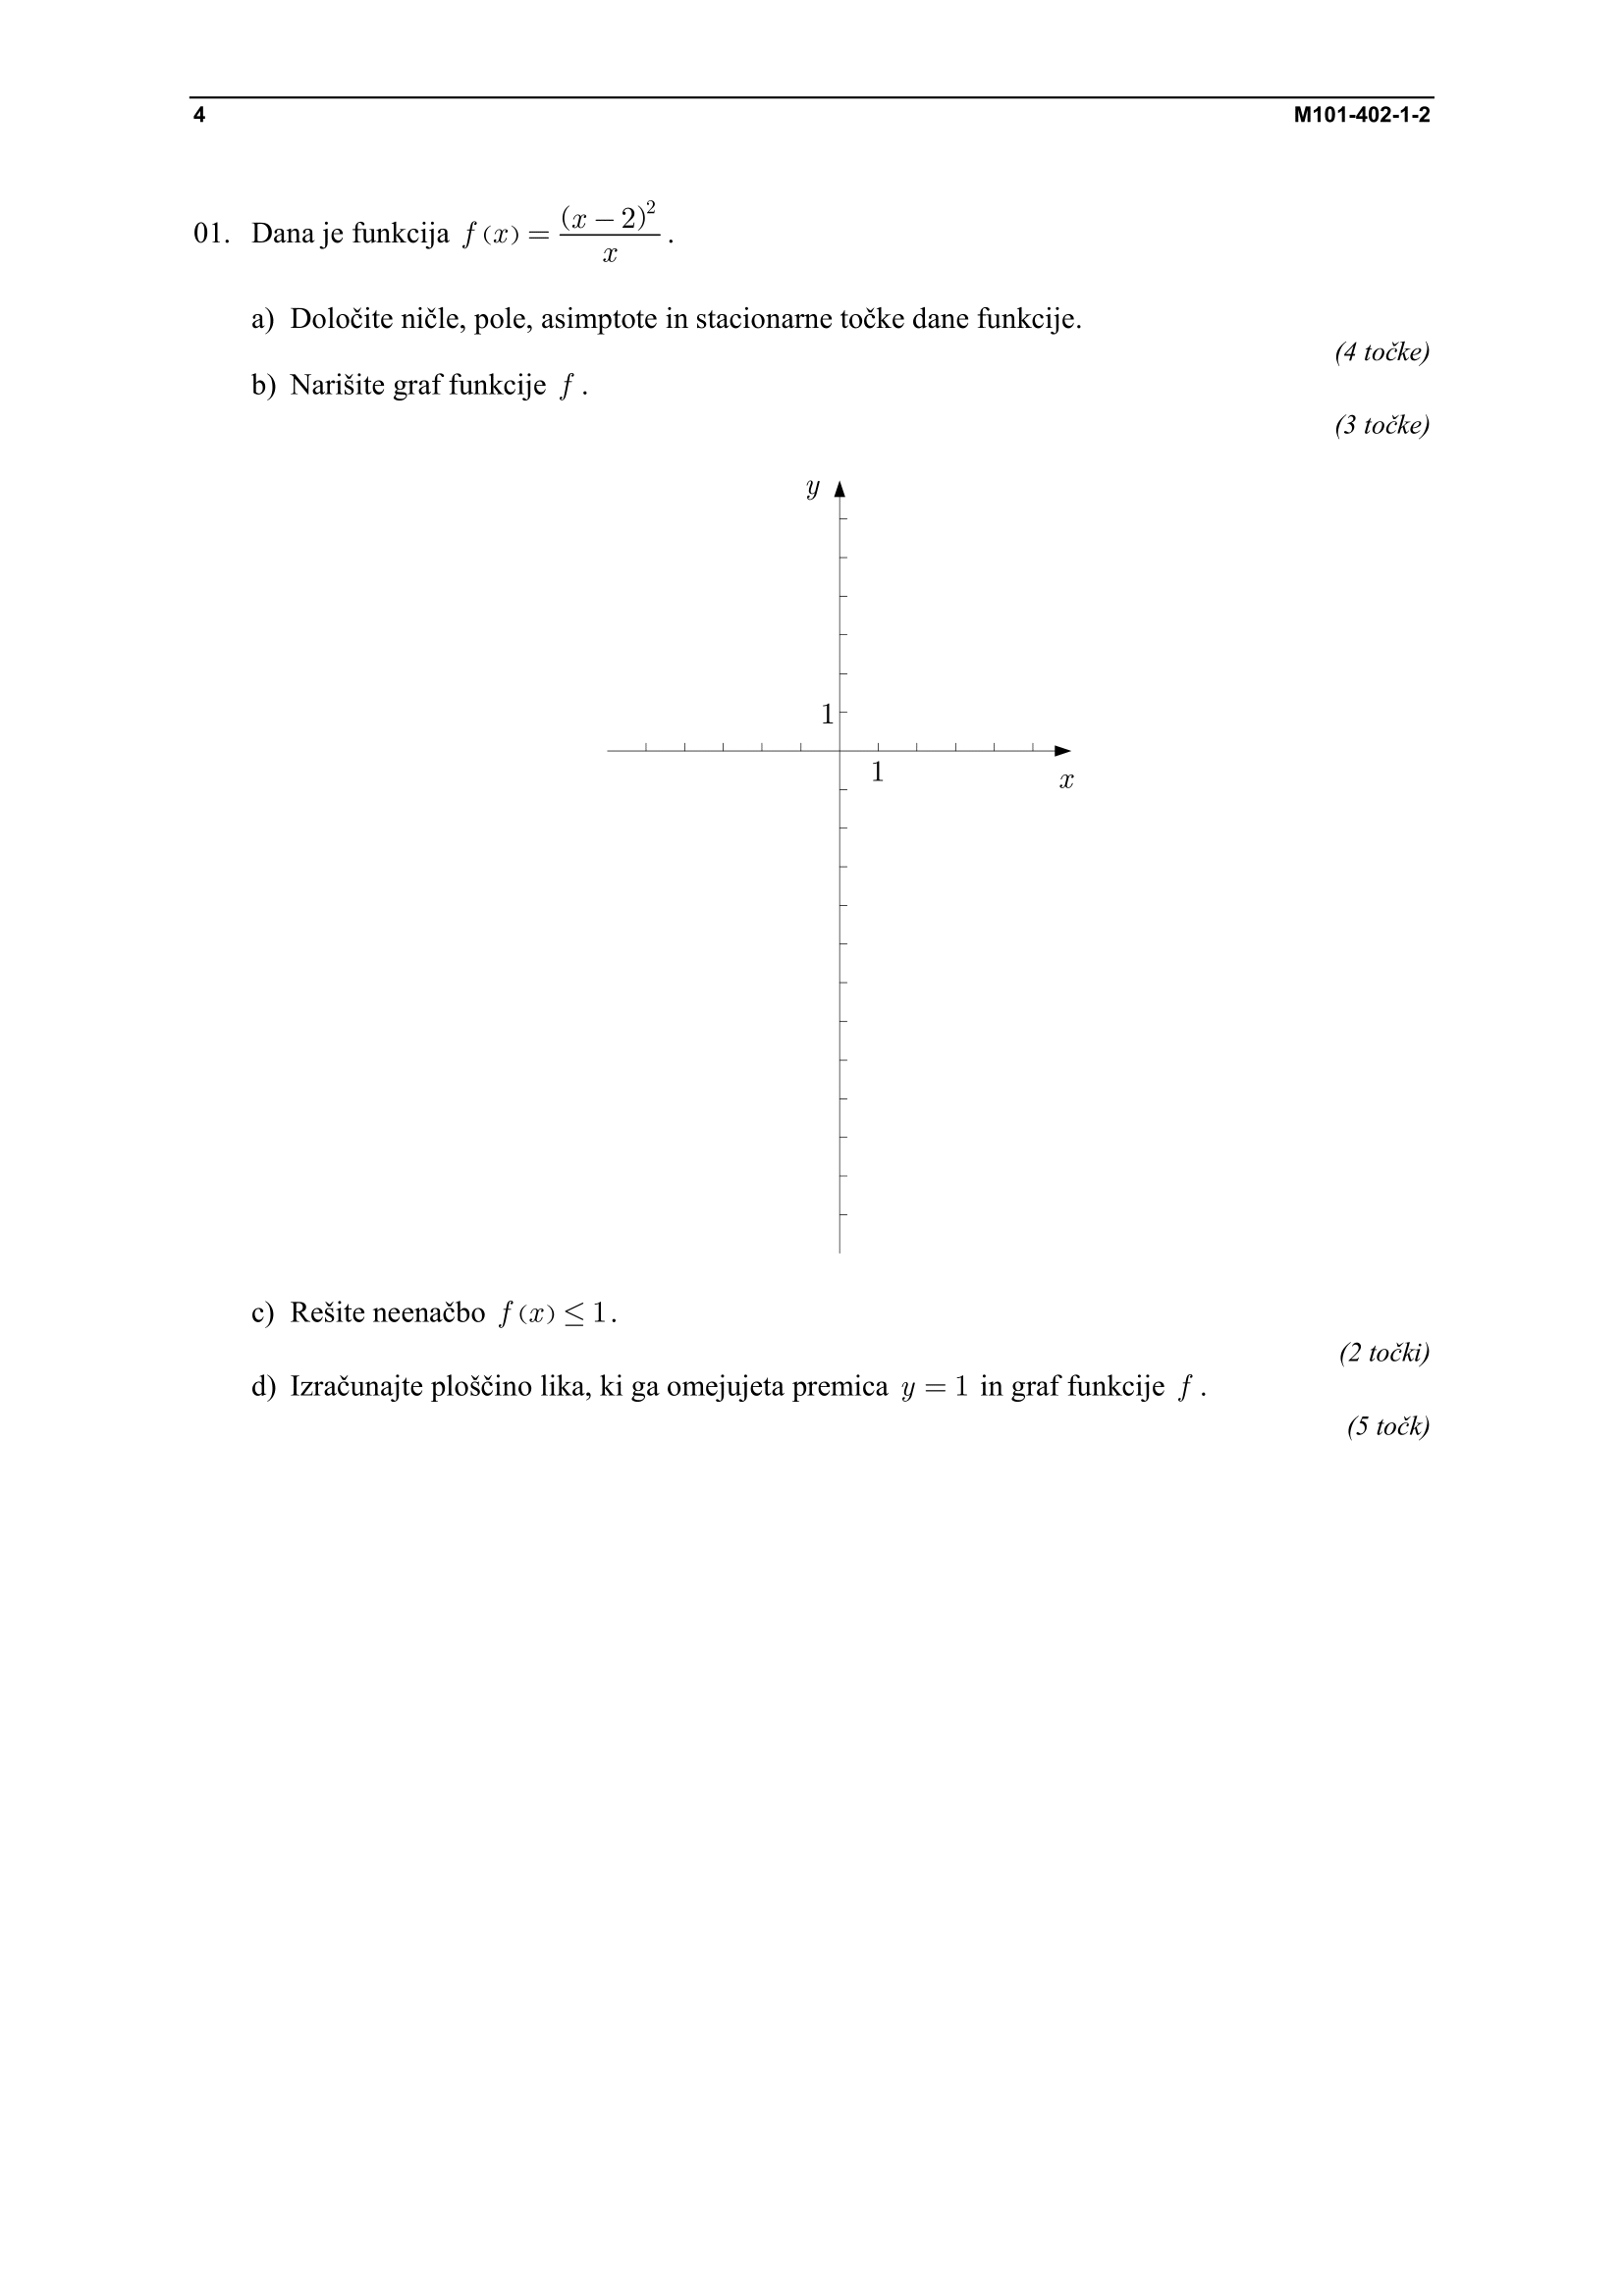 4 M101-402-1-2
01. Dana je funkcija f(x) = (x − 2)² / x .
a) Določite ničle, pole, asimptote in stacionarne točke dane funkcije.
(4 točke)
b) Narišite graf funkcije f .
(3 točke)
y
1
1
x
c) Rešite neenačbo f(x) ≤ 1.
(2 točki)
d) Izračunajte ploščino lika, ki ga omejujeta premica y = 1 in graf funkcije f .
(5 točk)